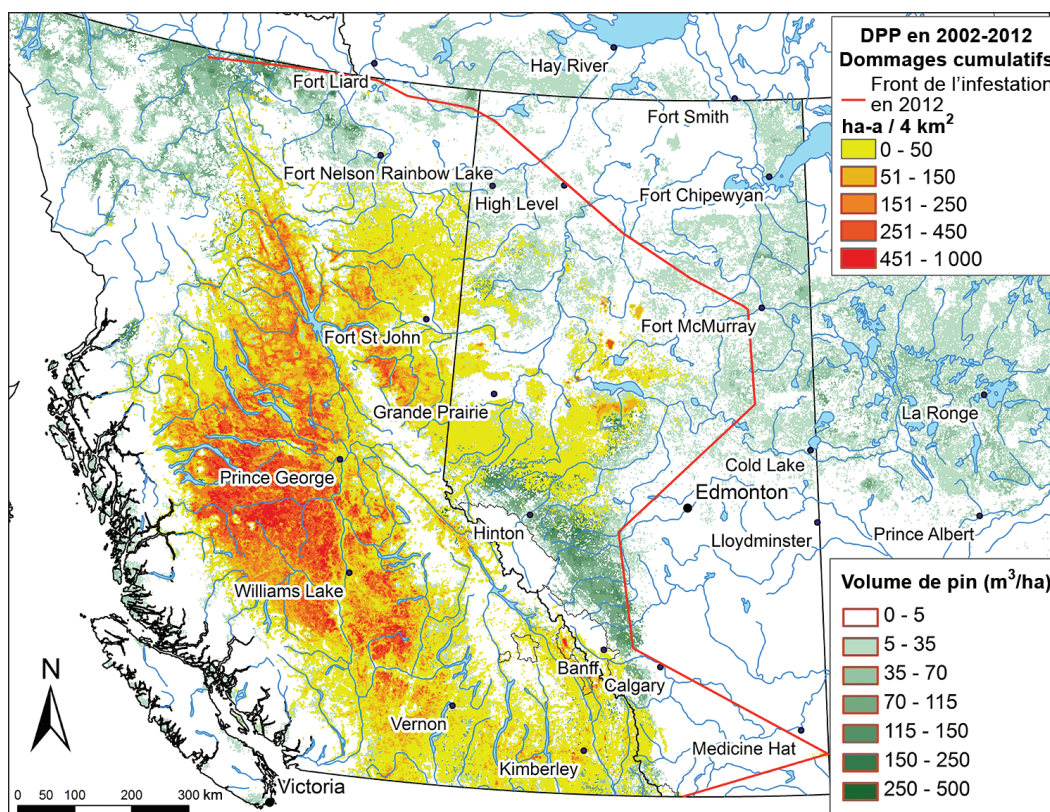 DPP en 2002-2012
Dommages cumulatifs
Front de l'infestation
en 2012
ha-a / 4 km²
0 - 50
51 - 150
151 - 250
251 - 450
451 - 1 000
Hay River
Fort Liard
Fort Smith
Fort Nelson
Rainbow Lake
High Level
Fort Chipewyan
Fort St John
Fort McMurray
Grande Prairie
La Ronge
Cold Lake
Prince George
Edmonton
Hinton
Lloydminster
Prince Albert
Williams Lake
Banff
Calgary
Vernon
Medicine Hat
Kimberley
Victoria
Volume de pin (m³/ha)
0 - 5
5 - 35
35 - 70
70 - 115
115 - 150
150 - 250
250 - 500
N
0 50 100 200 300 km